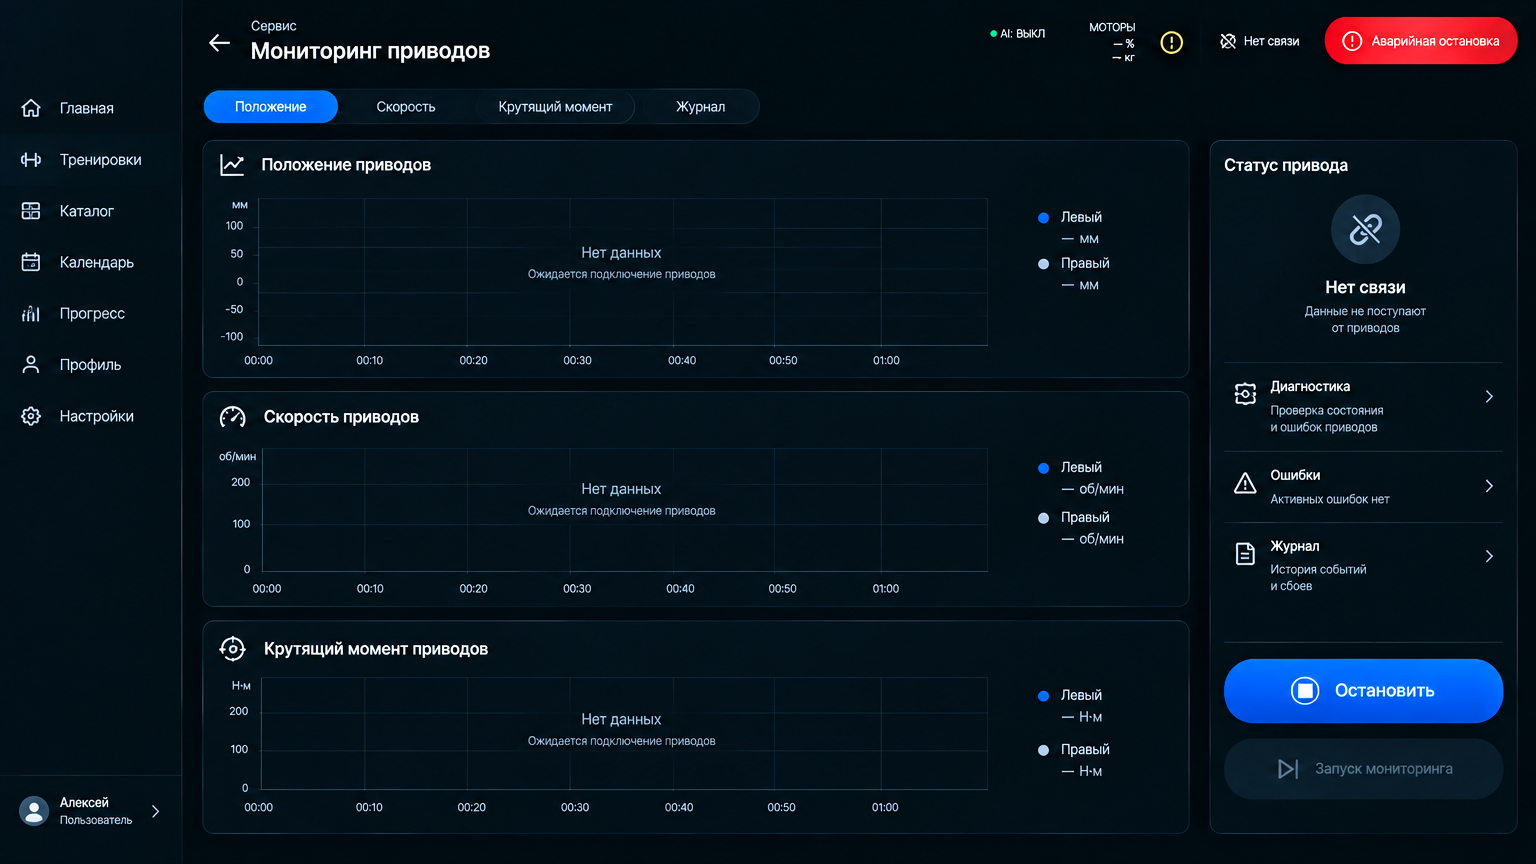 Сервис
Мониторинг приводов
AI: ВЫКЛ
МОТОРЫ
— %
— кг
Нет связи
Аварийная остановка
Главная
Тренировки
Каталог
Календарь
Прогресс
Профиль
Настройки
Алексей
Пользователь
Положение
Скорость
Крутящий момент
Журнал
Положение приводов
мм
100
50
0
-50
-100
00:00
00:10
00:20
00:30
00:40
00:50
01:00
Нет данных
Ожидается подключение приводов
Левый
— мм
Правый
— мм
Скорость приводов
об/мин
200
100
0
00:00
00:10
00:20
00:30
00:40
00:50
01:00
Нет данных
Ожидается подключение приводов
Левый
— об/мин
Правый
— об/мин
Крутящий момент приводов
Н·м
200
100
0
00:00
00:10
00:20
00:30
00:40
00:50
01:00
Нет данных
Ожидается подключение приводов
Левый
— Н·м
Правый
— Н·м
Статус привода
Нет связи
Данные не поступают
от приводов
Диагностика
Проверка состояния
и ошибок приводов
Ошибки
Активных ошибок нет
Журнал
История событий
и сбоев
Остановить
Запуск мониторинга